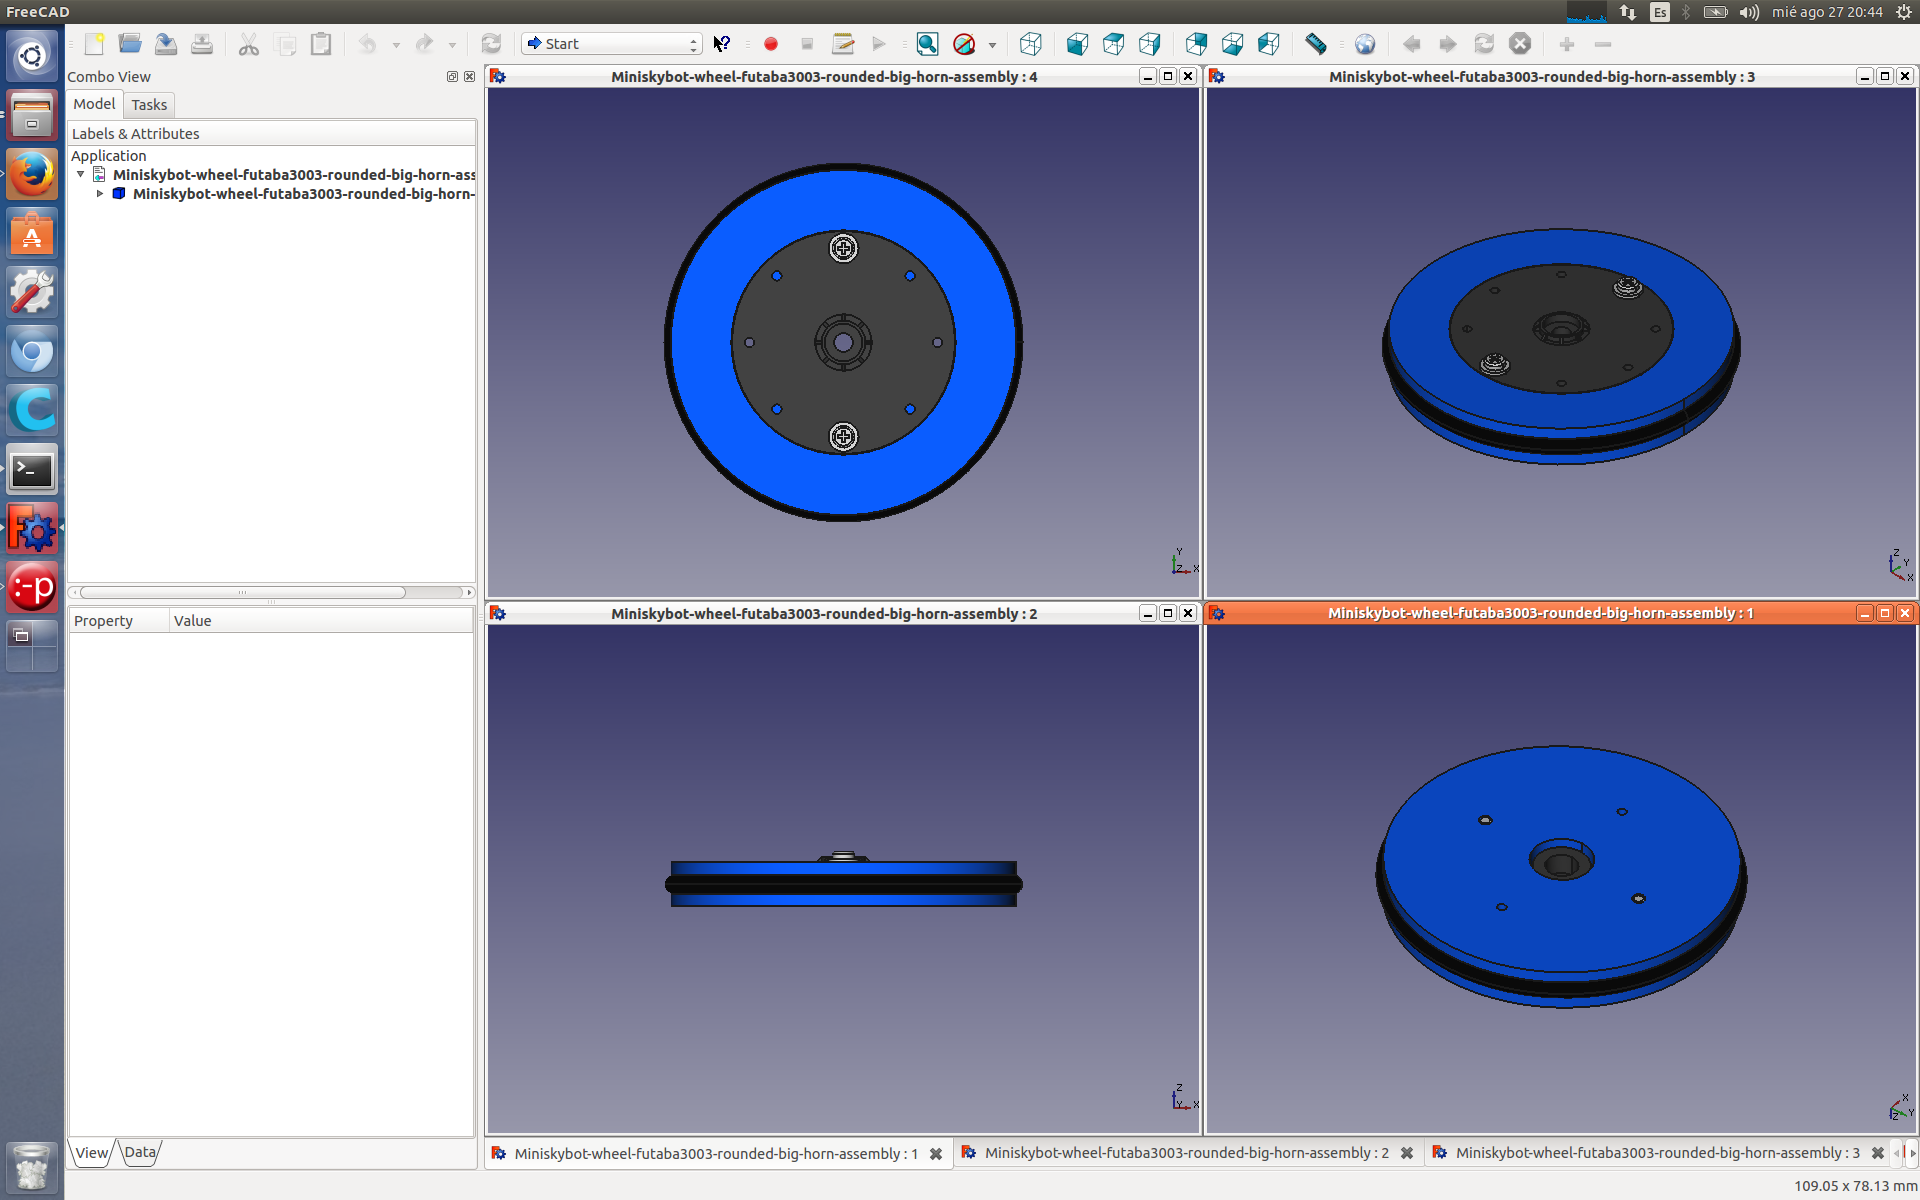 FreeCAD
Es
mié ago 27 20:44
Start
Combo View
Model
Tasks
Labels & Attributes
Application
Miniskybot-wheel-futaba3003-rounded-big-horn-ass
Miniskybot-wheel-futaba3003-rounded-big-horn-
Property
Value
View
Data
Miniskybot-wheel-futaba3003-rounded-big-horn-assembly : 4
Y
Z
X
Miniskybot-wheel-futaba3003-rounded-big-horn-assembly : 3
Z
Y
X
Miniskybot-wheel-futaba3003-rounded-big-horn-assembly : 2
Z
Y
X
Miniskybot-wheel-futaba3003-rounded-big-horn-assembly : 1
X
Y
Z
Miniskybot-wheel-futaba3003-rounded-big-horn-assembly : 1
Miniskybot-wheel-futaba3003-rounded-big-horn-assembly : 2
Miniskybot-wheel-futaba3003-rounded-big-horn-assembly : 3
109.05 x 78.13 mm